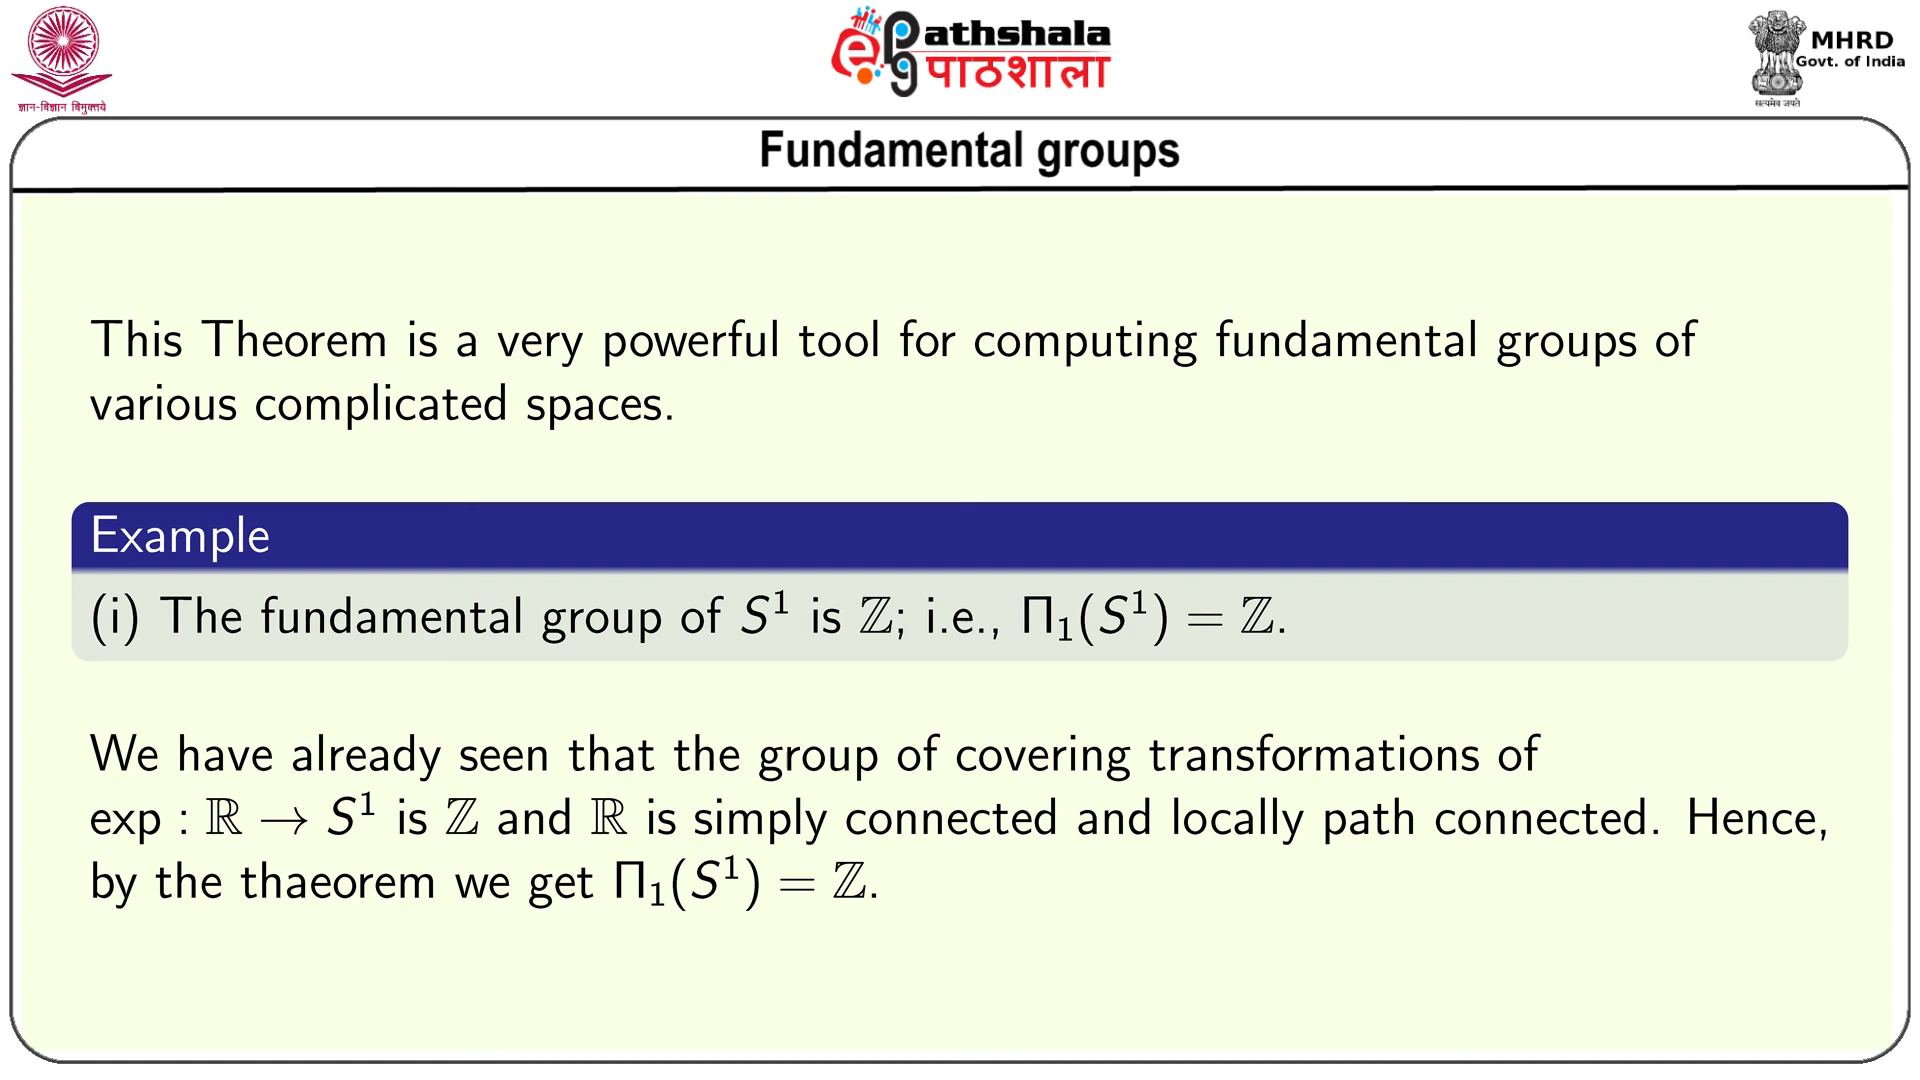 ज्ञान-विज्ञान विमुक्तये
ePG Pathshala
पाठशाला
MHRD
Govt. of India
सत्यमेव जयते
Fundamental groups
This Theorem is a very powerful tool for computing fundamental groups of
various complicated spaces.
Example
(i) The fundamental group of S¹ is ℤ; i.e., Π₁(S¹) = ℤ.
We have already seen that the group of covering transformations of
exp : ℝ → S¹ is ℤ and ℝ is simply connected and locally path connected. Hence,
by the thaeorem we get Π₁(S¹) = ℤ.